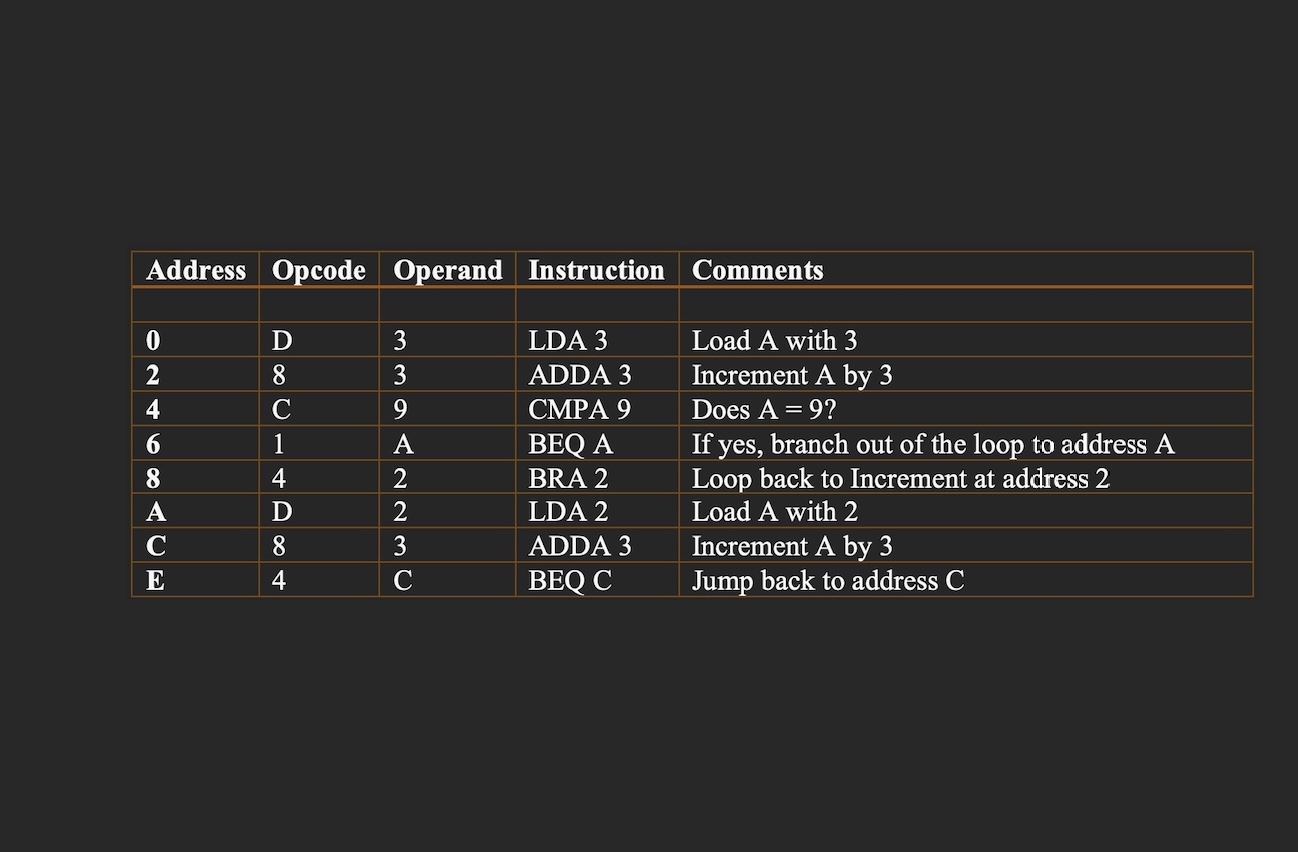 Address Opcode Operand Instruction Comments
0 D 3 LDA 3 Load A with 3
2 8 3 ADDA 3 Increment A by 3
4 C 9 CMPA 9 Does A = 9?
6 1 A BEQ A If yes, branch out of the loop to address A
8 4 2 BRA 2 Loop back to Increment at address 2
A D 2 LDA 2 Load A with 2
C 8 3 ADDA 3 Increment A by 3
E 4 C BEQ C Jump back to address C